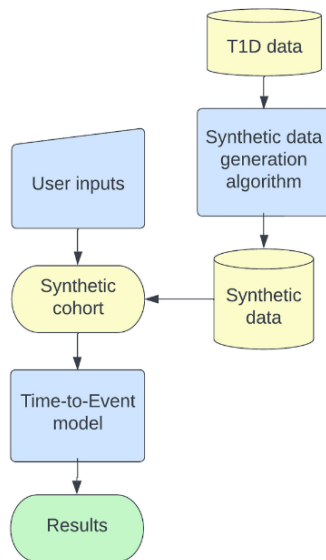 T1D data
Synthetic data
generation
algorithm
User inputs
Synthetic
cohort
Synthetic
data
Time-to-Event
model
Results